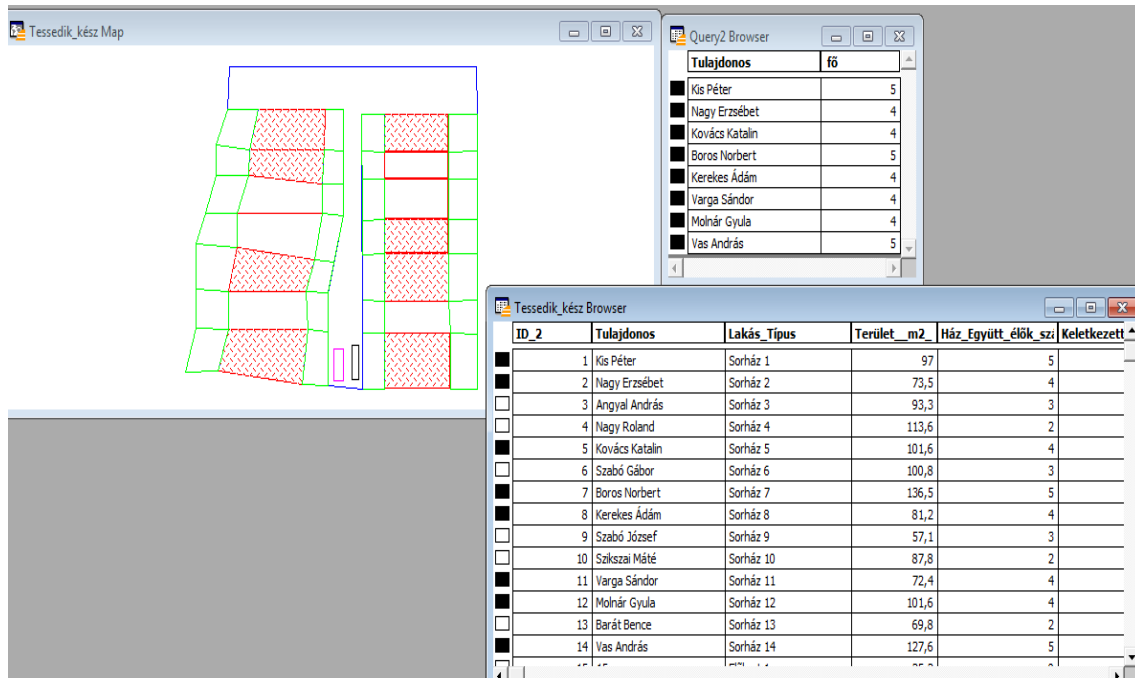 Tessedik_kész Map
Query2 Browser
Tulajdonos fő
Kis Péter 5
Nagy Erzsébet 4
Kovács Katalin 4
Boros Norbert 5
Kerekes Ádám 4
Varga Sándor 4
Molnár Gyula 4
Vas András 5
Tessedik_kész Browser
ID_2 Tulajdonos Lakás_Típus Terület__m2_ Ház_Együtt_élők_szá Keletkezett
1 Kis Péter Sorház 1 97 5
2 Nagy Erzsébet Sorház 2 73,5 4
3 Angyal András Sorház 3 93,3 3
4 Nagy Roland Sorház 4 113,6 2
5 Kovács Katalin Sorház 5 101,6 4
6 Szabó Gábor Sorház 6 100,8 3
7 Boros Norbert Sorház 7 136,5 5
8 Kerekes Ádám Sorház 8 81,2 4
9 Szabó József Sorház 9 57,1 3
10 Szikszai Máté Sorház 10 87,8 2
11 Varga Sándor Sorház 11 72,4 4
12 Molnár Gyula Sorház 12 101,6 4
13 Barát Bence Sorház 13 69,8 2
14 Vas András Sorház 14 127,6 5